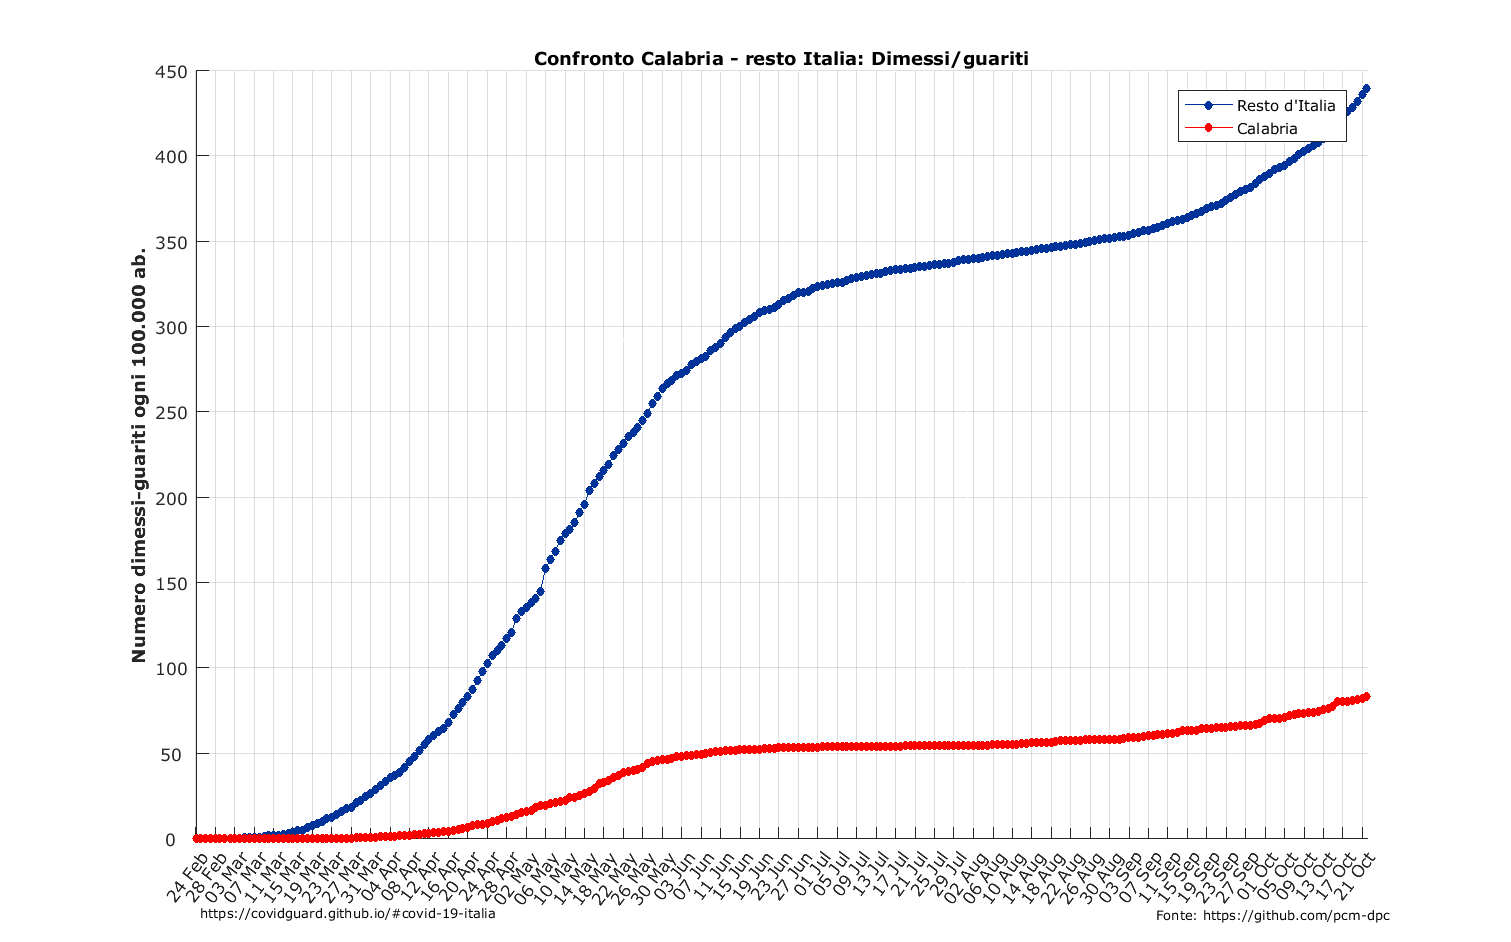 Confronto Calabria - resto Italia: Dimessi/guariti
Numero dimessi-guariti ogni 100.000 ab.
450
400
350
300
250
200
150
100
50
0
Resto d'Italia
Calabria
24 Feb
28 Feb
03 Mar
07 Mar
11 Mar
15 Mar
19 Mar
23 Mar
27 Mar
31 Mar
04 Apr
08 Apr
12 Apr
16 Apr
20 Apr
24 Apr
28 Apr
02 May
06 May
10 May
14 May
18 May
22 May
26 May
30 May
03 Jun
07 Jun
11 Jun
15 Jun
19 Jun
23 Jun
27 Jun
01 Jul
05 Jul
09 Jul
13 Jul
17 Jul
21 Jul
25 Jul
29 Jul
02 Aug
06 Aug
10 Aug
14 Aug
18 Aug
22 Aug
26 Aug
30 Aug
03 Sep
07 Sep
11 Sep
15 Sep
19 Sep
23 Sep
27 Sep
01 Oct
05 Oct
09 Oct
13 Oct
17 Oct
21 Oct
https://covidguard.github.io/#covid-19-italia
Fonte: https://github.com/pcm-dpc